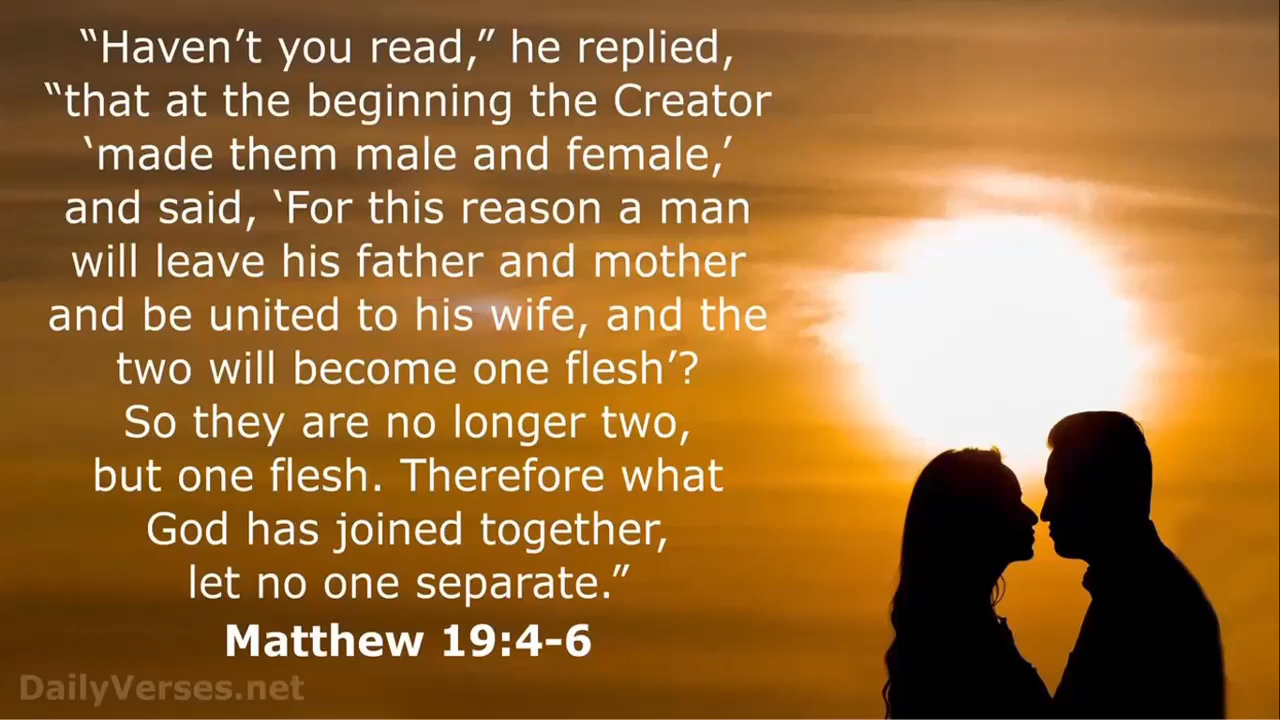 “Haven’t you read,” he replied,
“that at the beginning the Creator
‘made them male and female,’
and said, ‘For this reason a man
will leave his father and mother
and be united to his wife, and the
two will become one flesh’?
So they are no longer two,
but one flesh. Therefore what
God has joined together,
let no one separate.”
Matthew 19:4-6
DailyVerses.net